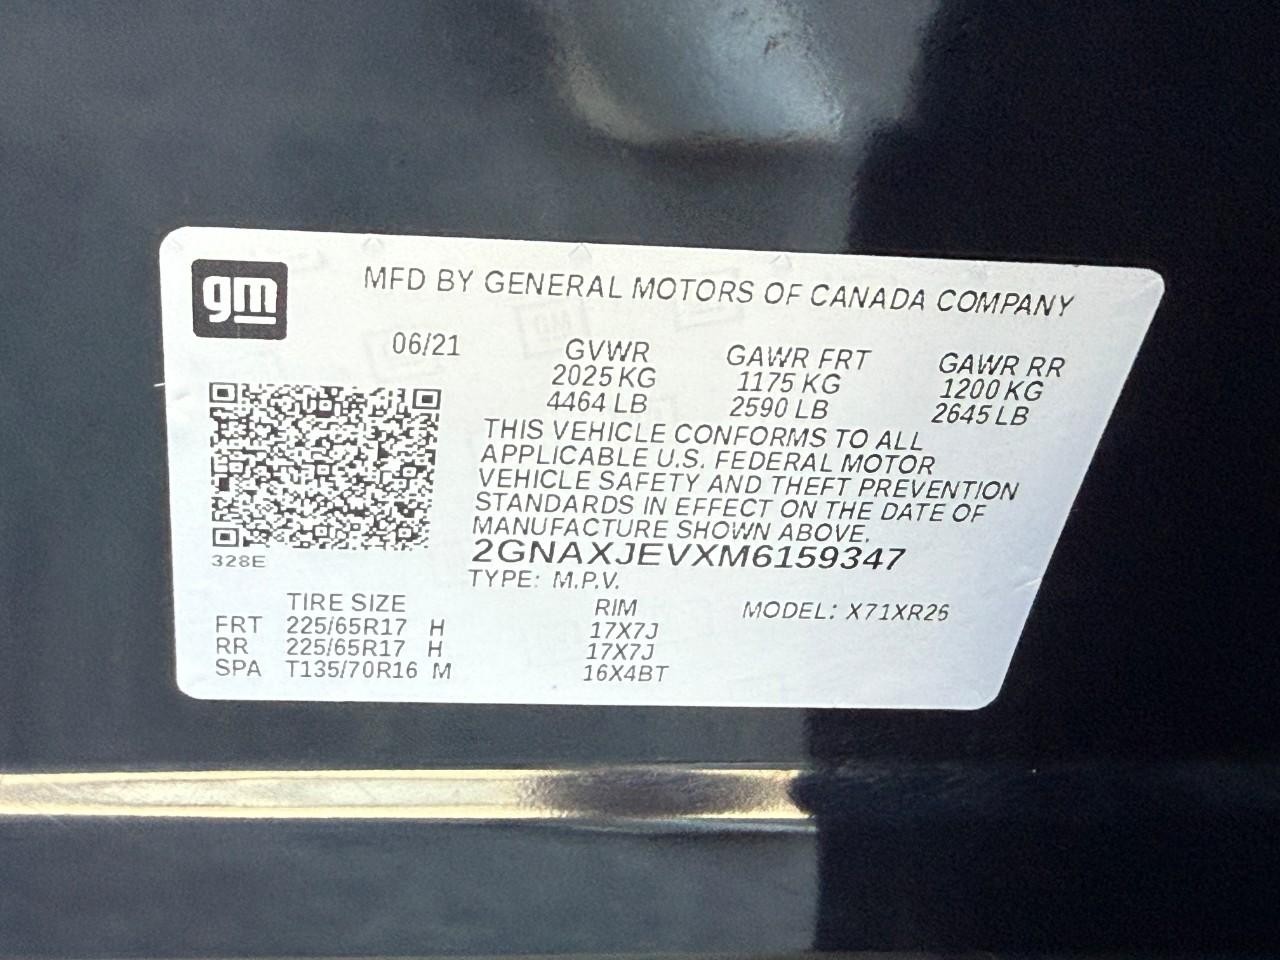 gm
MFD BY GENERAL MOTORS OF CANADA COMPANY
06/21 GVWR GAWR FRT GAWR RR
2025 KG 1175 KG 1200 KG
4464 LB 2590 LB 2645 LB
THIS VEHICLE CONFORMS TO ALL
APPLICABLE U.S. FEDERAL MOTOR
VEHICLE SAFETY AND THEFT PREVENTION
STANDARDS IN EFFECT ON THE DATE OF
MANUFACTURE SHOWN ABOVE.
2GNAXJEVXM6159347
328E
TYPE: M.P.V.
TIRE SIZE RIM MODEL: X71XR26
FRT 225/65R17 H 17X7J
RR 225/65R17 H 17X7J
SPA T135/70R16 M 16X4BT